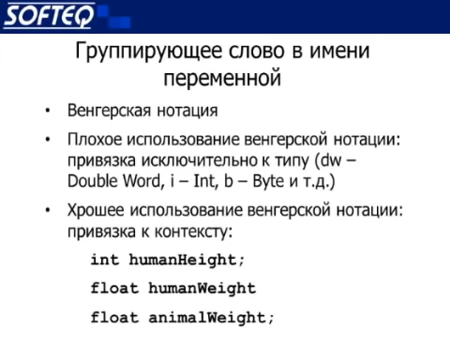 SOFTEQ
Группирующее слово в имени
переменной
• Венгерская нотация
• Плохое использование венгерской нотации:
привязка исключительно к типу (dw –
Double Word, i – Int, b – Byte и т.д.)
• Хрошее использование венгерской нотации:
привязка к контексту:
int humanHeight;
float humanWeight
float animalWeight;